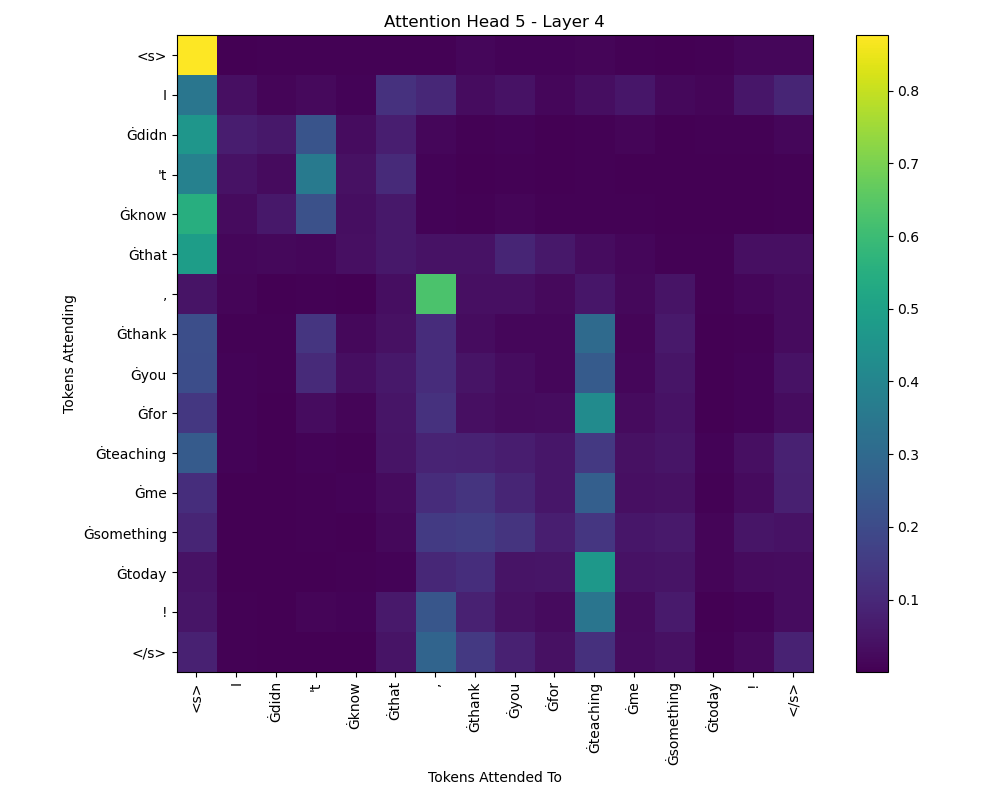 Attention Head 5 - Layer 4
<s>
I
Ġdidn
't
Ġknow
Ġthat
,
Ġthank
Ġyou
Ġfor
Ġteaching
Ġme
Ġsomething
Ġtoday
!
</s>
Tokens Attending
<s>
I
Ġdidn
't
Ġknow
Ġthat
,
Ġthank
Ġyou
Ġfor
Ġteaching
Ġme
Ġsomething
Ġtoday
!
</s>
Tokens Attended To
0.8
0.7
0.6
0.5
0.4
0.3
0.2
0.1